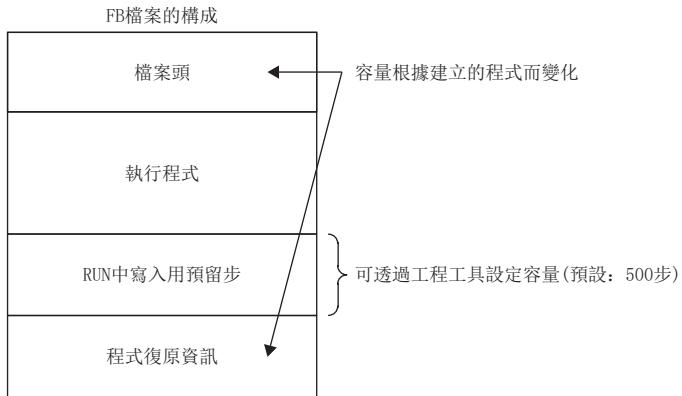 FB檔案的構成
檔案頭
容量根據建立的程式而變化
執行程式
RUN中寫入用預留步
可透過工程工具設定容量(預設: 500步)
程式復原資訊